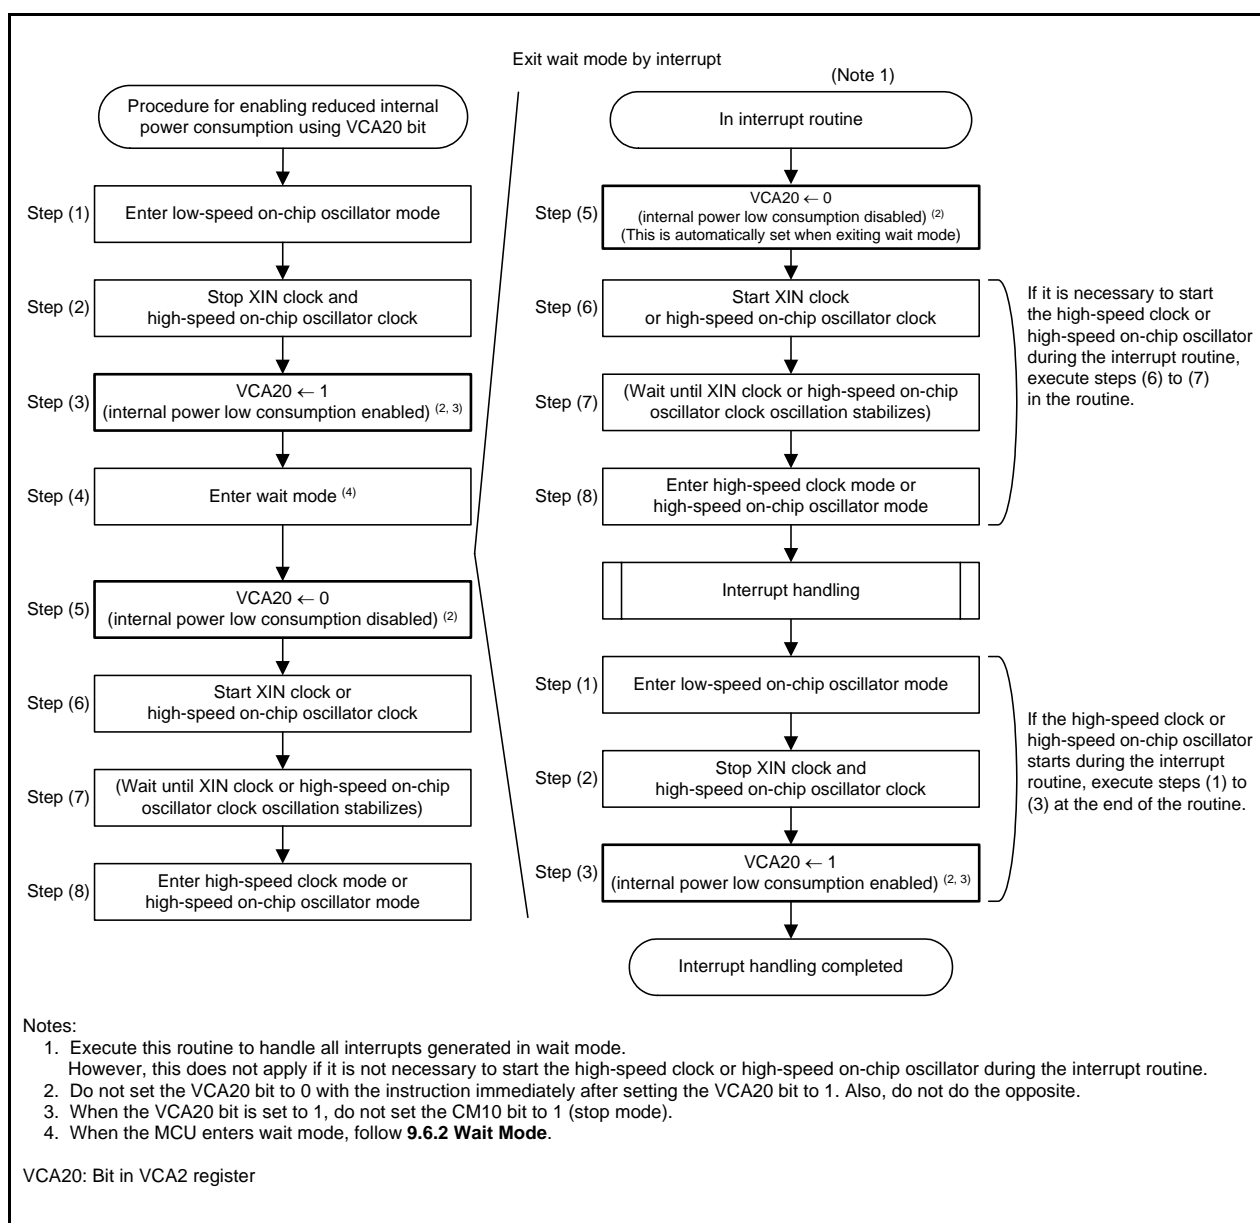 Exit wait mode by interrupt
(Note 1)
Procedure for enabling reduced internal
power consumption using VCA20 bit
Step (1)
Enter low-speed on-chip oscillator mode
Step (2)
Stop XIN clock and
high-speed on-chip oscillator clock
Step (3)
VCA20 ← 1
(internal power low consumption enabled) (2, 3)
Step (4)
Enter wait mode (4)
Step (5)
VCA20 ← 0
(internal power low consumption disabled) (2)
Step (6)
Start XIN clock or
high-speed on-chip oscillator clock
Step (7)
(Wait until XIN clock or high-speed on-chip
oscillator clock oscillation stabilizes)
Step (8)
Enter high-speed clock mode or
high-speed on-chip oscillator mode
In interrupt routine
Step (5)
VCA20 ← 0
(internal power low consumption disabled) (2)
(This is automatically set when exiting wait mode)
Step (6)
Start XIN clock
or high-speed on-chip oscillator clock
Step (7)
(Wait until XIN clock or high-speed on-chip
oscillator clock oscillation stabilizes)
Step (8)
Enter high-speed clock mode or
high-speed on-chip oscillator mode
If it is necessary to start
the high-speed clock or
high-speed on-chip oscillator
during the interrupt routine,
execute steps (6) to (7)
in the routine.
Interrupt handling
Step (1)
Enter low-speed on-chip oscillator mode
Step (2)
Stop XIN clock and
high-speed on-chip oscillator clock
Step (3)
VCA20 ← 1
(internal power low consumption enabled) (2, 3)
If the high-speed clock or
high-speed on-chip oscillator
starts during the interrupt
routine, execute steps (1) to
(3) at the end of the routine.
Interrupt handling completed
Notes:
1. Execute this routine to handle all interrupts generated in wait mode.
However, this does not apply if it is not necessary to start the high-speed clock or high-speed on-chip oscillator during the interrupt routine.
2. Do not set the VCA20 bit to 0 with the instruction immediately after setting the VCA20 bit to 1. Also, do not do the opposite.
3. When the VCA20 bit is set to 1, do not set the CM10 bit to 1 (stop mode).
4. When the MCU enters wait mode, follow 9.6.2 Wait Mode.
VCA20: Bit in VCA2 register